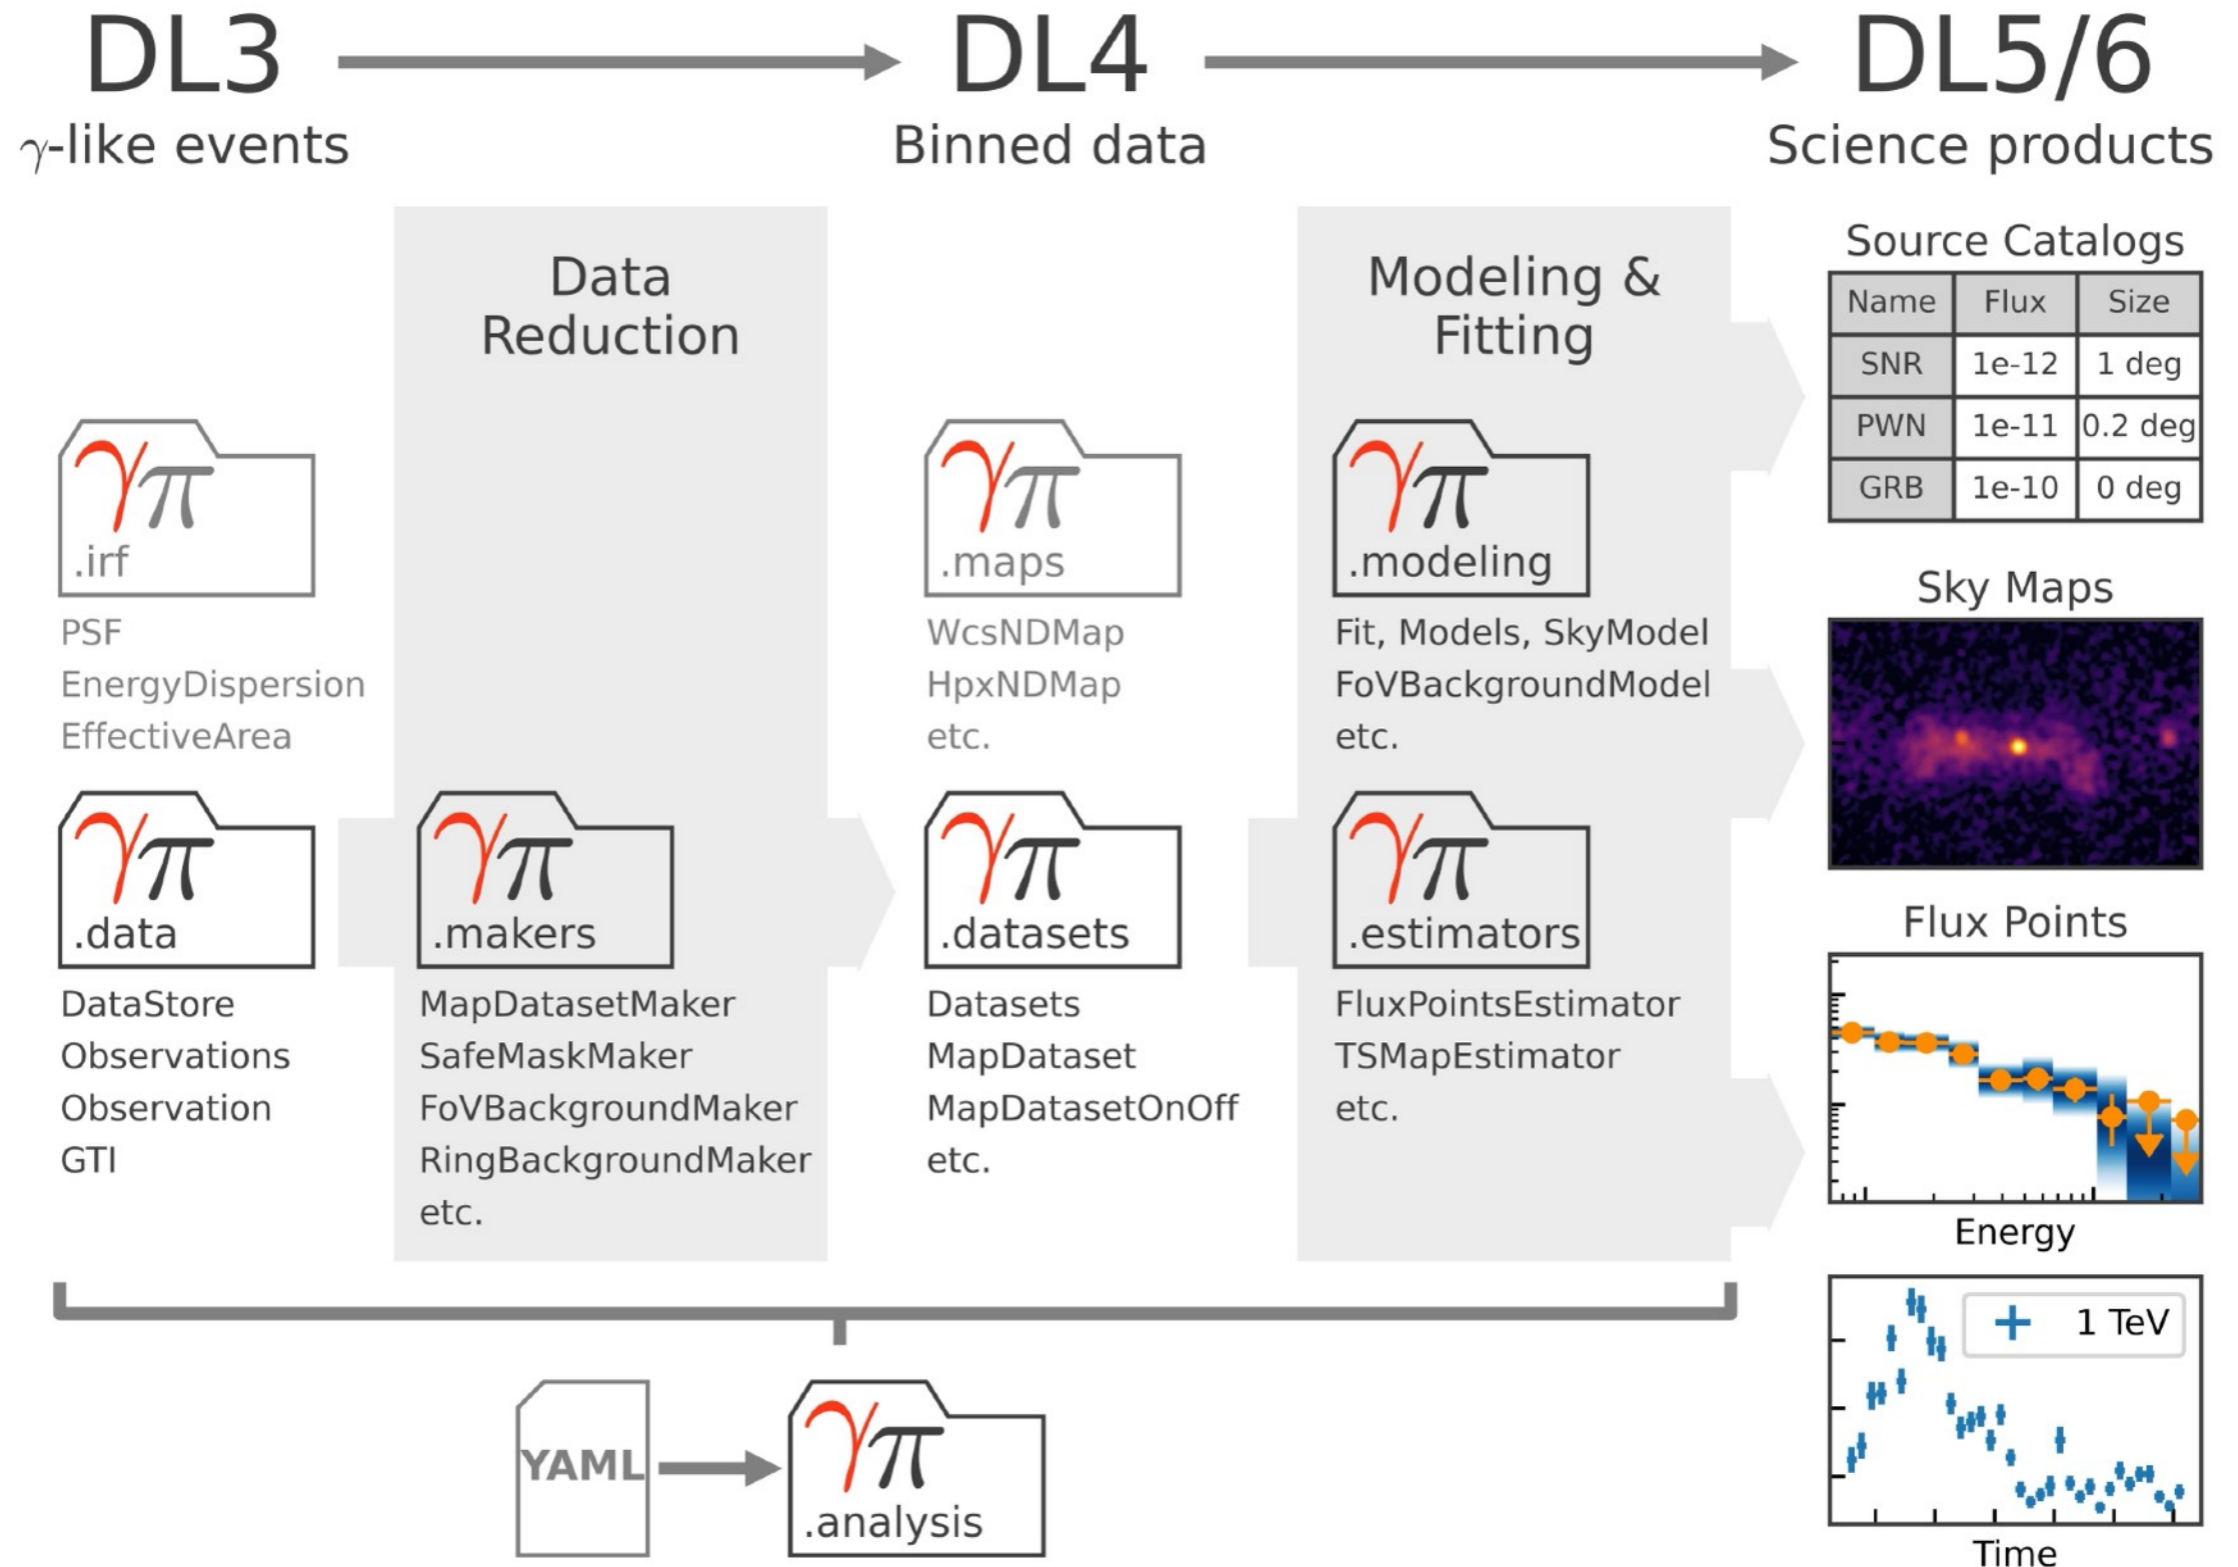 DL3
DL4
DL5/6
γ-like events
Binned data
Science products
Data
Reduction
Modeling &
Fitting
γπ
.irf
PSF
EnergyDispersion
EffectiveArea
γπ
.data
DataStore
Observations
Observation
GTI
γπ
.makers
MapDatasetMaker
SafeMaskMaker
FoVBackgroundMaker
RingBackgroundMaker
etc.
γπ
.maps
WcsNDMap
HpxNDMap
etc.
γπ
.datasets
Datasets
MapDataset
MapDatasetOnOff
etc.
γπ
.modeling
Fit, Models, SkyModel
FoVBackgroundModel
etc.
γπ
.estimators
FluxPointsEstimator
TSMapEstimator
etc.
Source Catalogs
Name Flux Size
SNR 1e-12 1 deg
PWN 1e-11 0.2 deg
GRB 1e-10 0 deg
Sky Maps
Flux Points
Energy
1 TeV
Time
YAML
γπ
.analysis